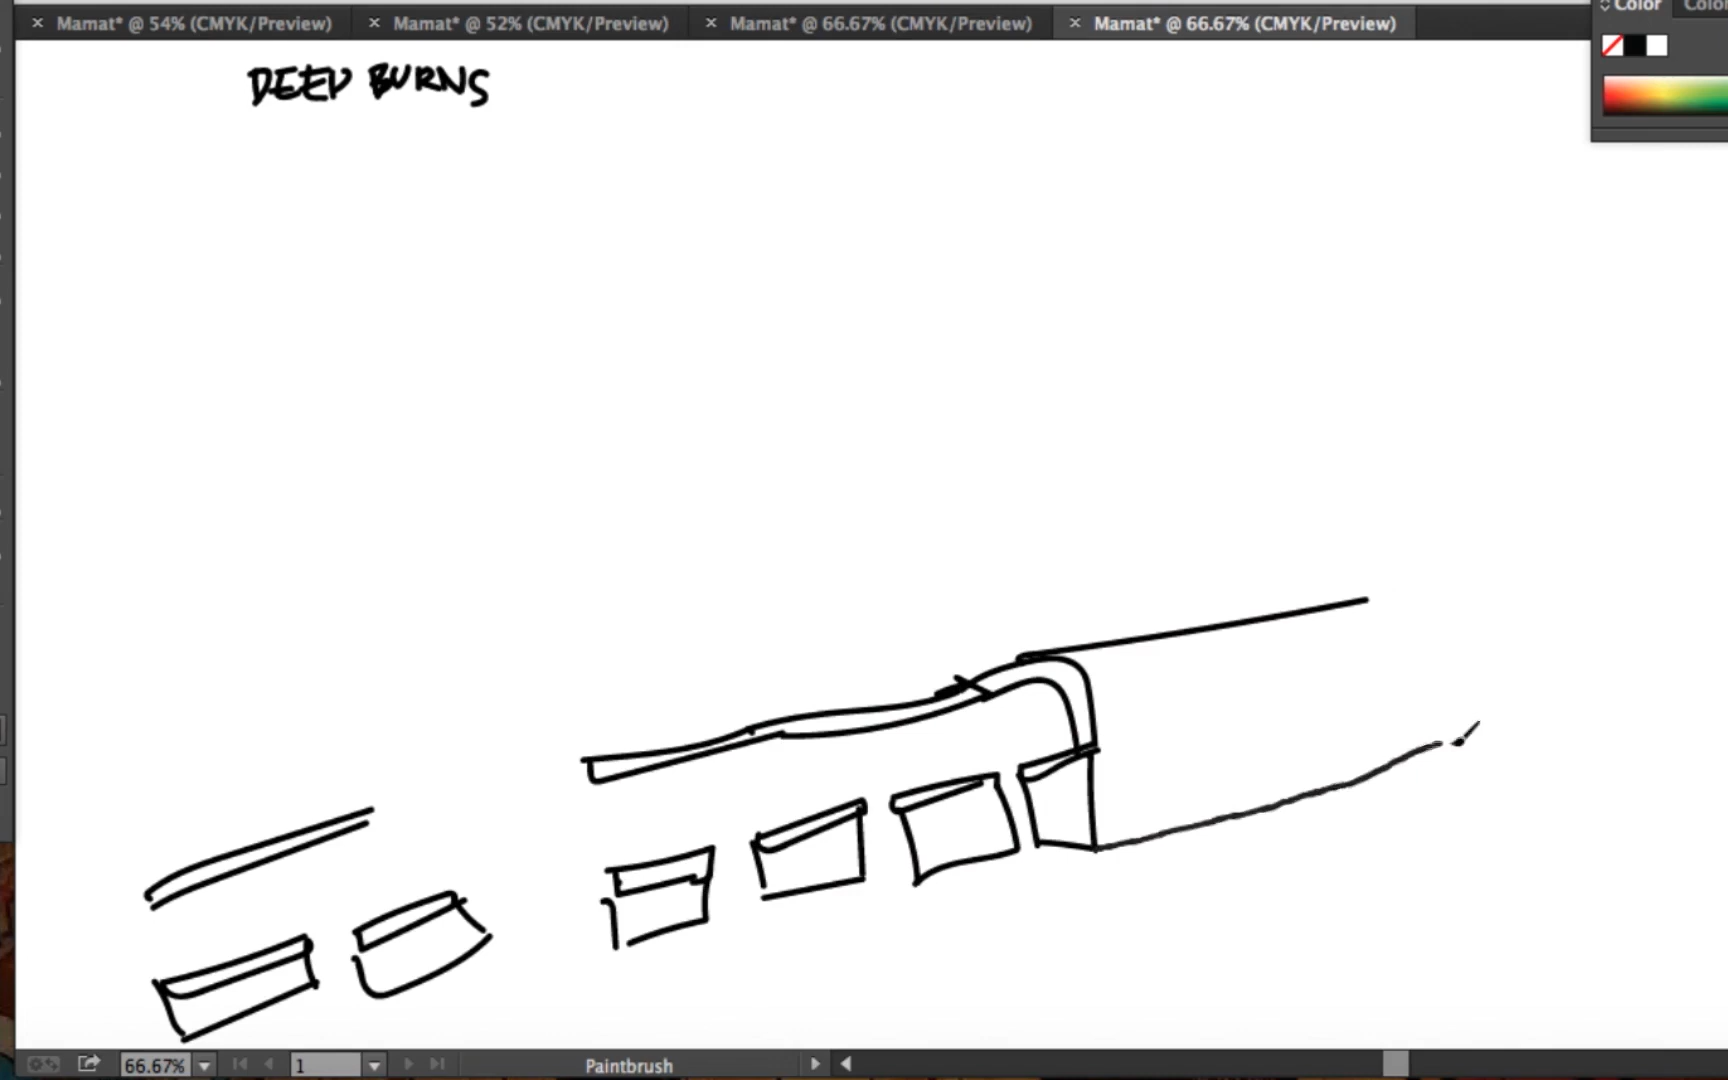 Mamat* @ 54% (CMYK/Preview)
Mamat* @ 52% (CMYK/Preview)
Mamat* @ 66.67% (CMYK/Preview)
Mamat* @ 66.67% (CMYK/Preview)
Color
DEEP BURNS
66.67%
1
Paintbrush